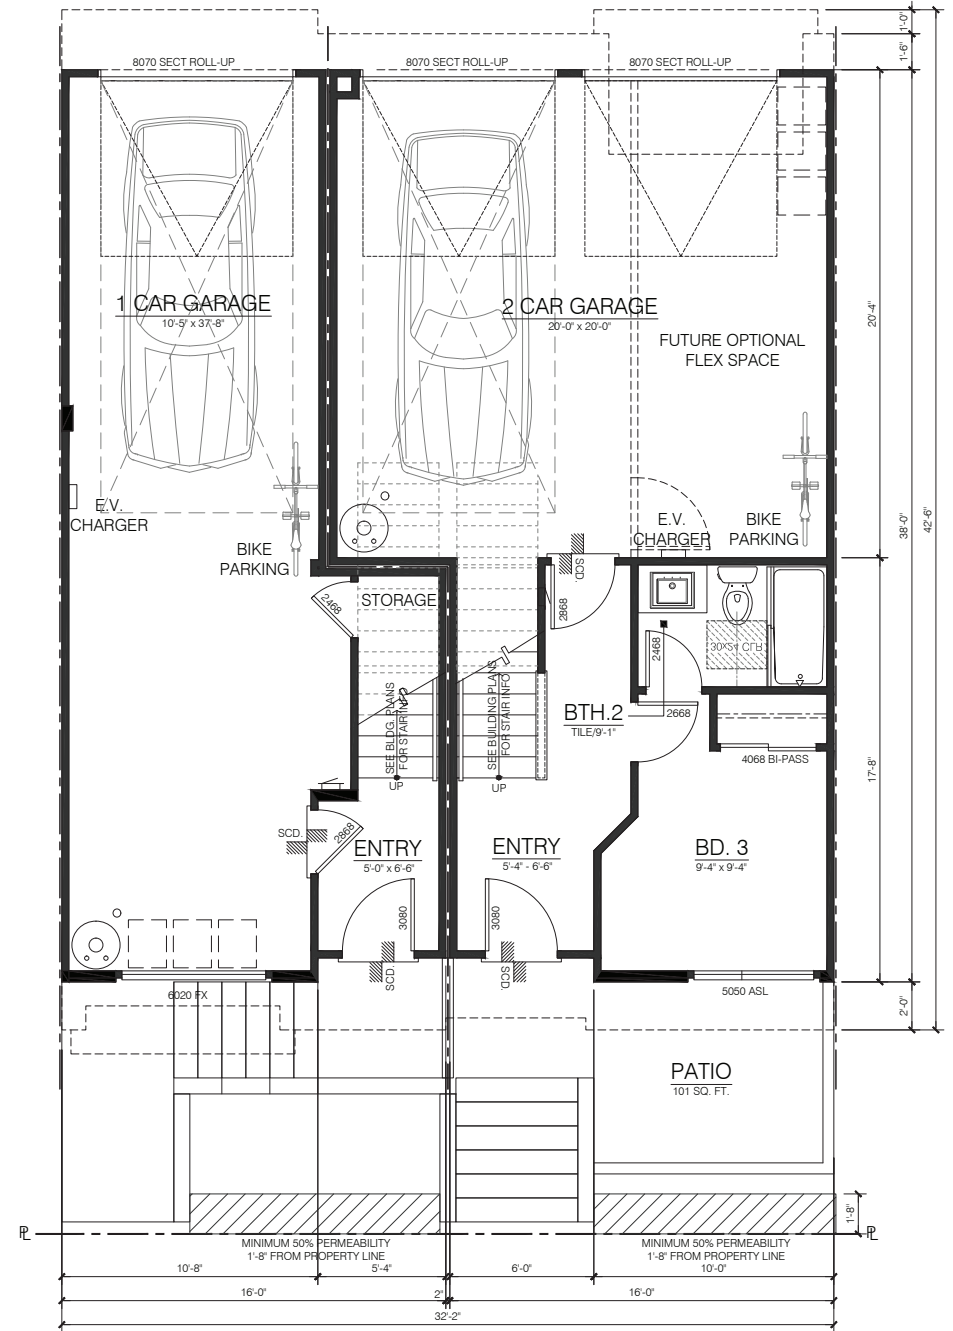 1'-0"
1'-6"
8070 SECT ROLL-UP
8070 SECT ROLL-UP
8070 SECT ROLL-UP
1 CAR GARAGE
10'-5" x 37'-8"
2 CAR GARAGE
20'-0" x 20'-0"
20'-4"
FUTURE OPTIONAL
FLEX SPACE
E.V.
CHARGER
BIKE
PARKING
E.V.
CHARGER
BIKE
PARKING
38'-0"
42'-6"
SCD.
2868
2468
STORAGE
2468
30"x54 CLR
SEE BLDG. PLANS
FOR STAIR INFO
SEE BUILDING PLANS
FOR STAIR INFO
BTH.2
TILE/9'-1"
2668
4068 BI-PASS
17'-8"
UP
UP
SCD.
2868
ENTRY
5'-0" x 6'-6"
ENTRY
5'-4" - 6'-6"
BD. 3
9'-4" x 9'-4"
3080
3080
SCD.
SCD.
6020 FX
5050 ASL
2'-0"
PATIO
101 SQ. FT.
1'-8"
PL
PL
MINIMUM 50% PERMEABILITY
1'-8" FROM PROPERTY LINE
MINIMUM 50% PERMEABILITY
1'-8" FROM PROPERTY LINE
10'-8"
5'-4"
6'-0"
10'-0"
16'-0"
2"
16'-0"
32'-2"